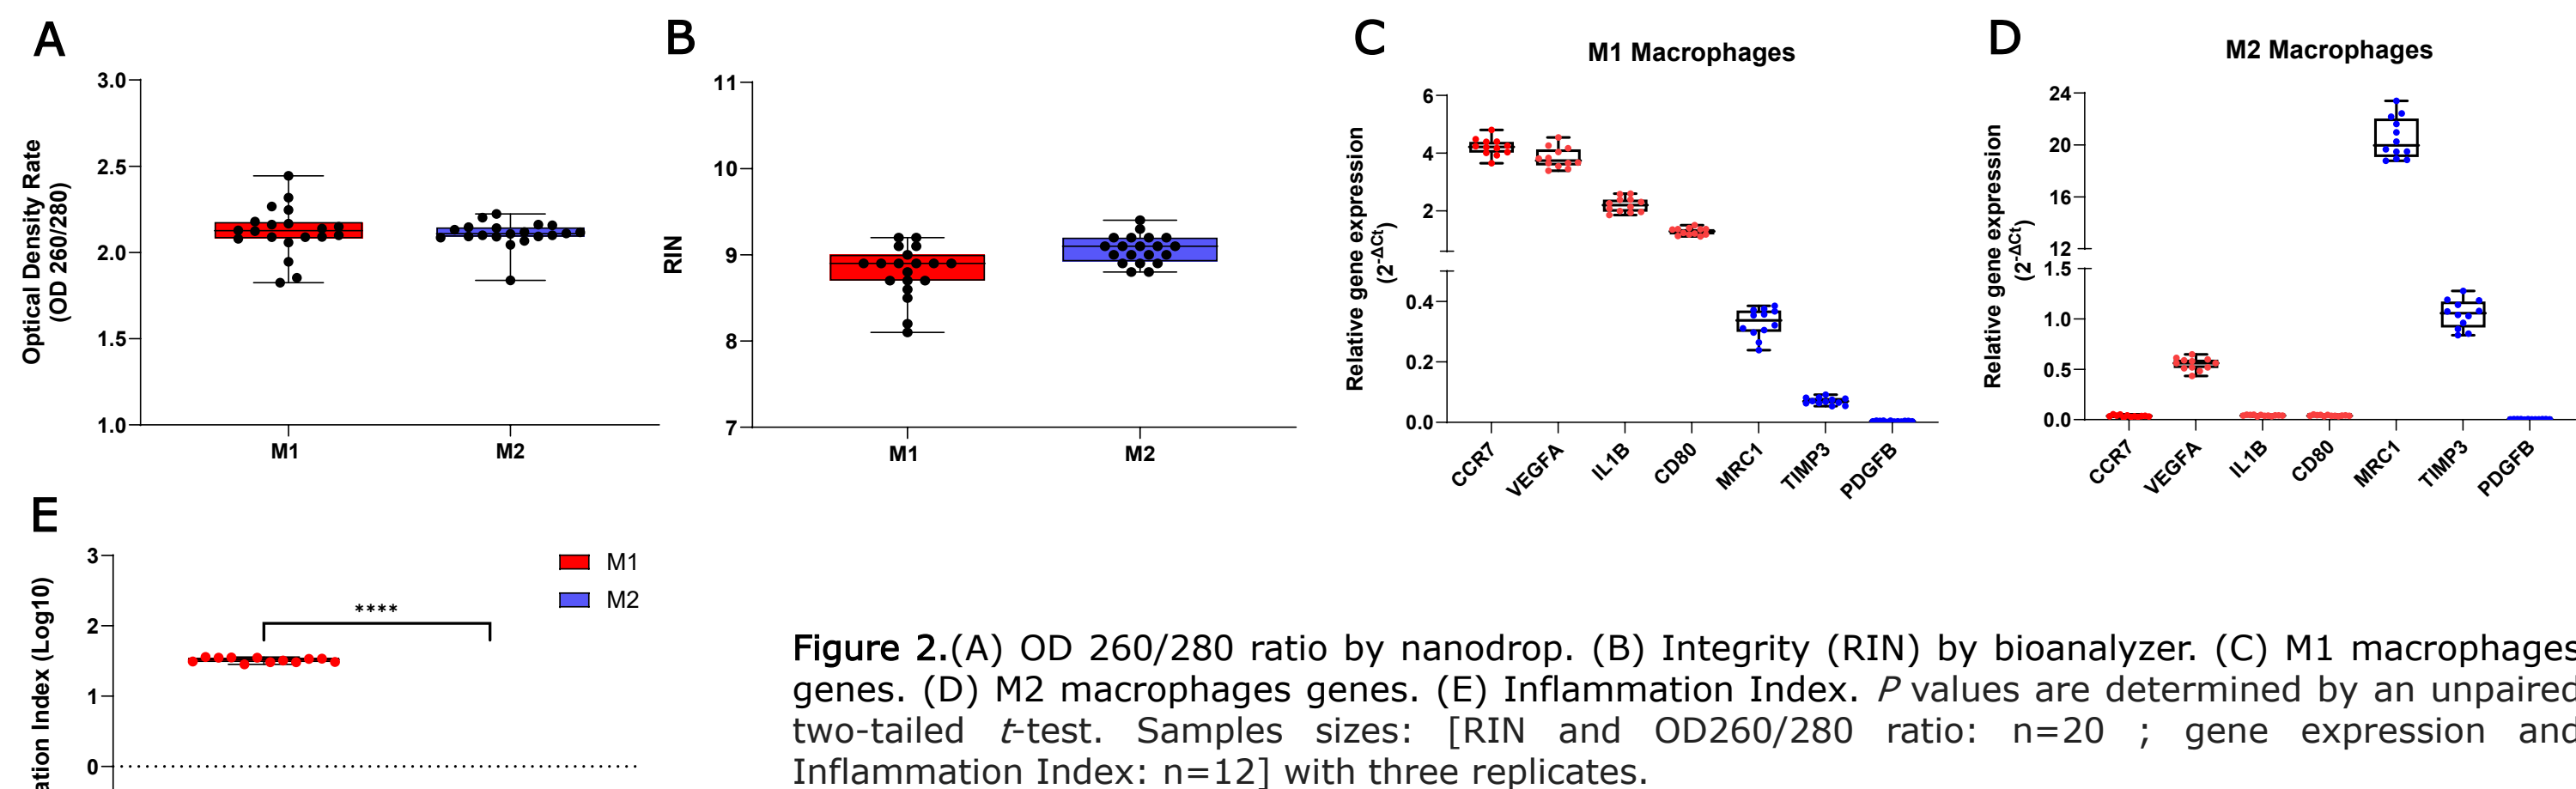 A
3.0
2.5
2.0
1.5
1.0
Optical Density Rate
(OD 260/280)
M1
M2
B
11
10
9
8
7
RIN
M1
M2
C
M1 Macrophages
6
4
2
0.4
0.2
0.0
Relative gene expression
(2^-ΔCt)
CCR7
VEGFA
IL1B
CD80
MRC1
TIMP3
PDGFB
D
M2 Macrophages
24
20
16
12
1.5
1.0
0.5
0.0
Relative gene expression
(2^-ΔCt)
CCR7
VEGFA
IL1B
CD80
MRC1
TIMP3
PDGFB
E
3
2
1
0
Index (Log10)
****
M1
M2
Figure 2.(A) OD 260/280 ratio by nanodrop. (B) Integrity (RIN) by bioanalyzer. (C) M1 macrophages
genes. (D) M2 macrophages genes. (E) Inflammation Index. P values are determined by an unpaired
two-tailed t-test. Samples sizes: [RIN and OD260/280 ratio: n=20 ; gene expression and
Inflammation Index: n=12] with three replicates.